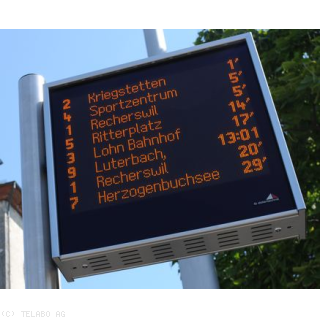 2 Kriegstetten 1'
4 Sportzentrum 5'
1 Recherswil 5'
5 Ritterplatz 14'
3 Lohn Bahnhof 17'
9 Luterbach, 13:01
1 Recherswil 20'
7 Herzogenbuchsee 29'
(C) TELABO AG